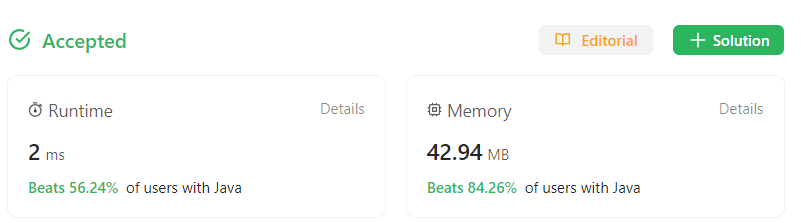 Accepted
Editorial
Solution
Runtime
Details
2 ms
Beats 56.24% of users with Java
Memory
Details
42.94 MB
Beats 84.26% of users with Java